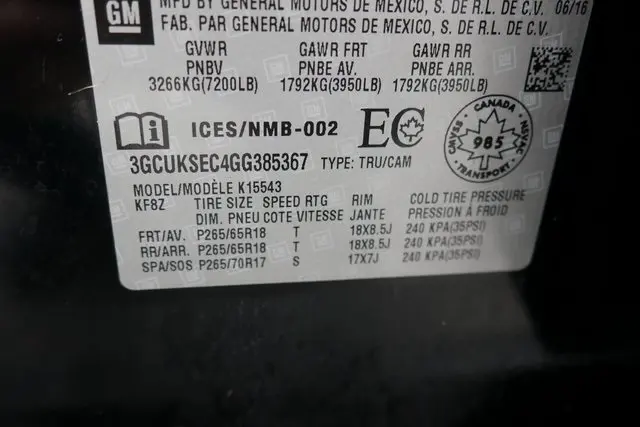 GM
MFD BY GENERAL MOTORS DE MEXICO, S. DE R.L. DE C.V. 06/16
FAB. PAR GENERAL MOTORS DE MEXICO, S. DE R.L. DE C.V.
GVWR GAWR FRT GAWR RR
PNBV PNBE AV. PNBE ARR.
3266KG(7200LB) 1792KG(3950LB) 1792KG(3950LB)
ICES/NMB-002 EC
CANADA
CMVSS NSVAC
985
TRANSPORT
3GCUKSEC4GG385367 TYPE: TRU/CAM
MODEL/MODÈLE K15543
KF8Z TIRE SIZE SPEED RTG RIM COLD TIRE PRESSURE
DIM. PNEU COTE VITESSE JANTE PRESSION À FROID
FRT/AV. P265/65R18 T 18X8.5J 240 KPA(35PSI)
RR/ARR. P265/65R18 T 18X8.5J 240 KPA(35PSI)
SPA/SOS P265/70R17 S 17X7J 240 KPA(35PSI)